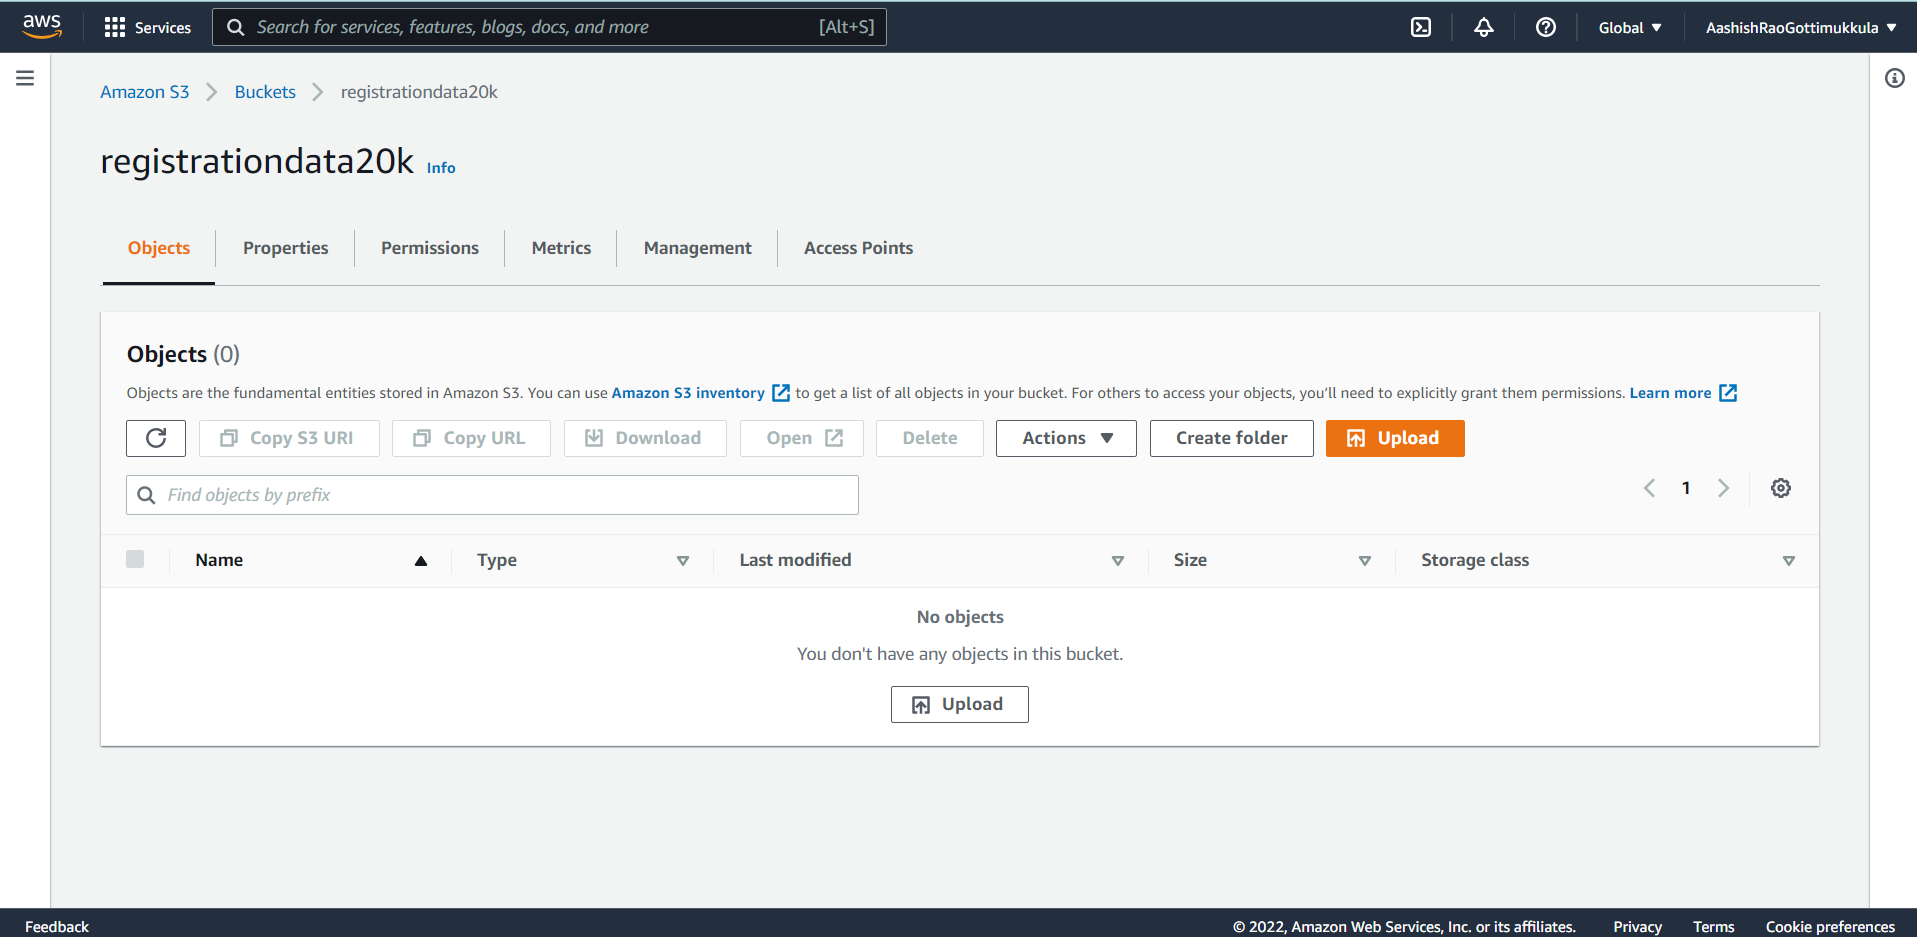 aws Services Search for services, features, blogs, docs, and more [Alt+S] Global AashishRaoGottimukkula
Amazon S3 Buckets registrationdata20k
registrationdata20k Info
Objects Properties Permissions Metrics Management Access Points
Objects (0)
Objects are the fundamental entities stored in Amazon S3. You can use Amazon S3 inventory to get a list of all objects in your bucket. For others to access your objects, you'll need to explicitly grant them permissions. Learn more
Copy S3 URI Copy URL Download Open Delete Actions Create folder Upload
Find objects by prefix 1
Name Type Last modified Size Storage class
No objects
You don't have any objects in this bucket.
Upload
Feedback © 2022, Amazon Web Services, Inc. or its affiliates. Privacy Terms Cookie preferences